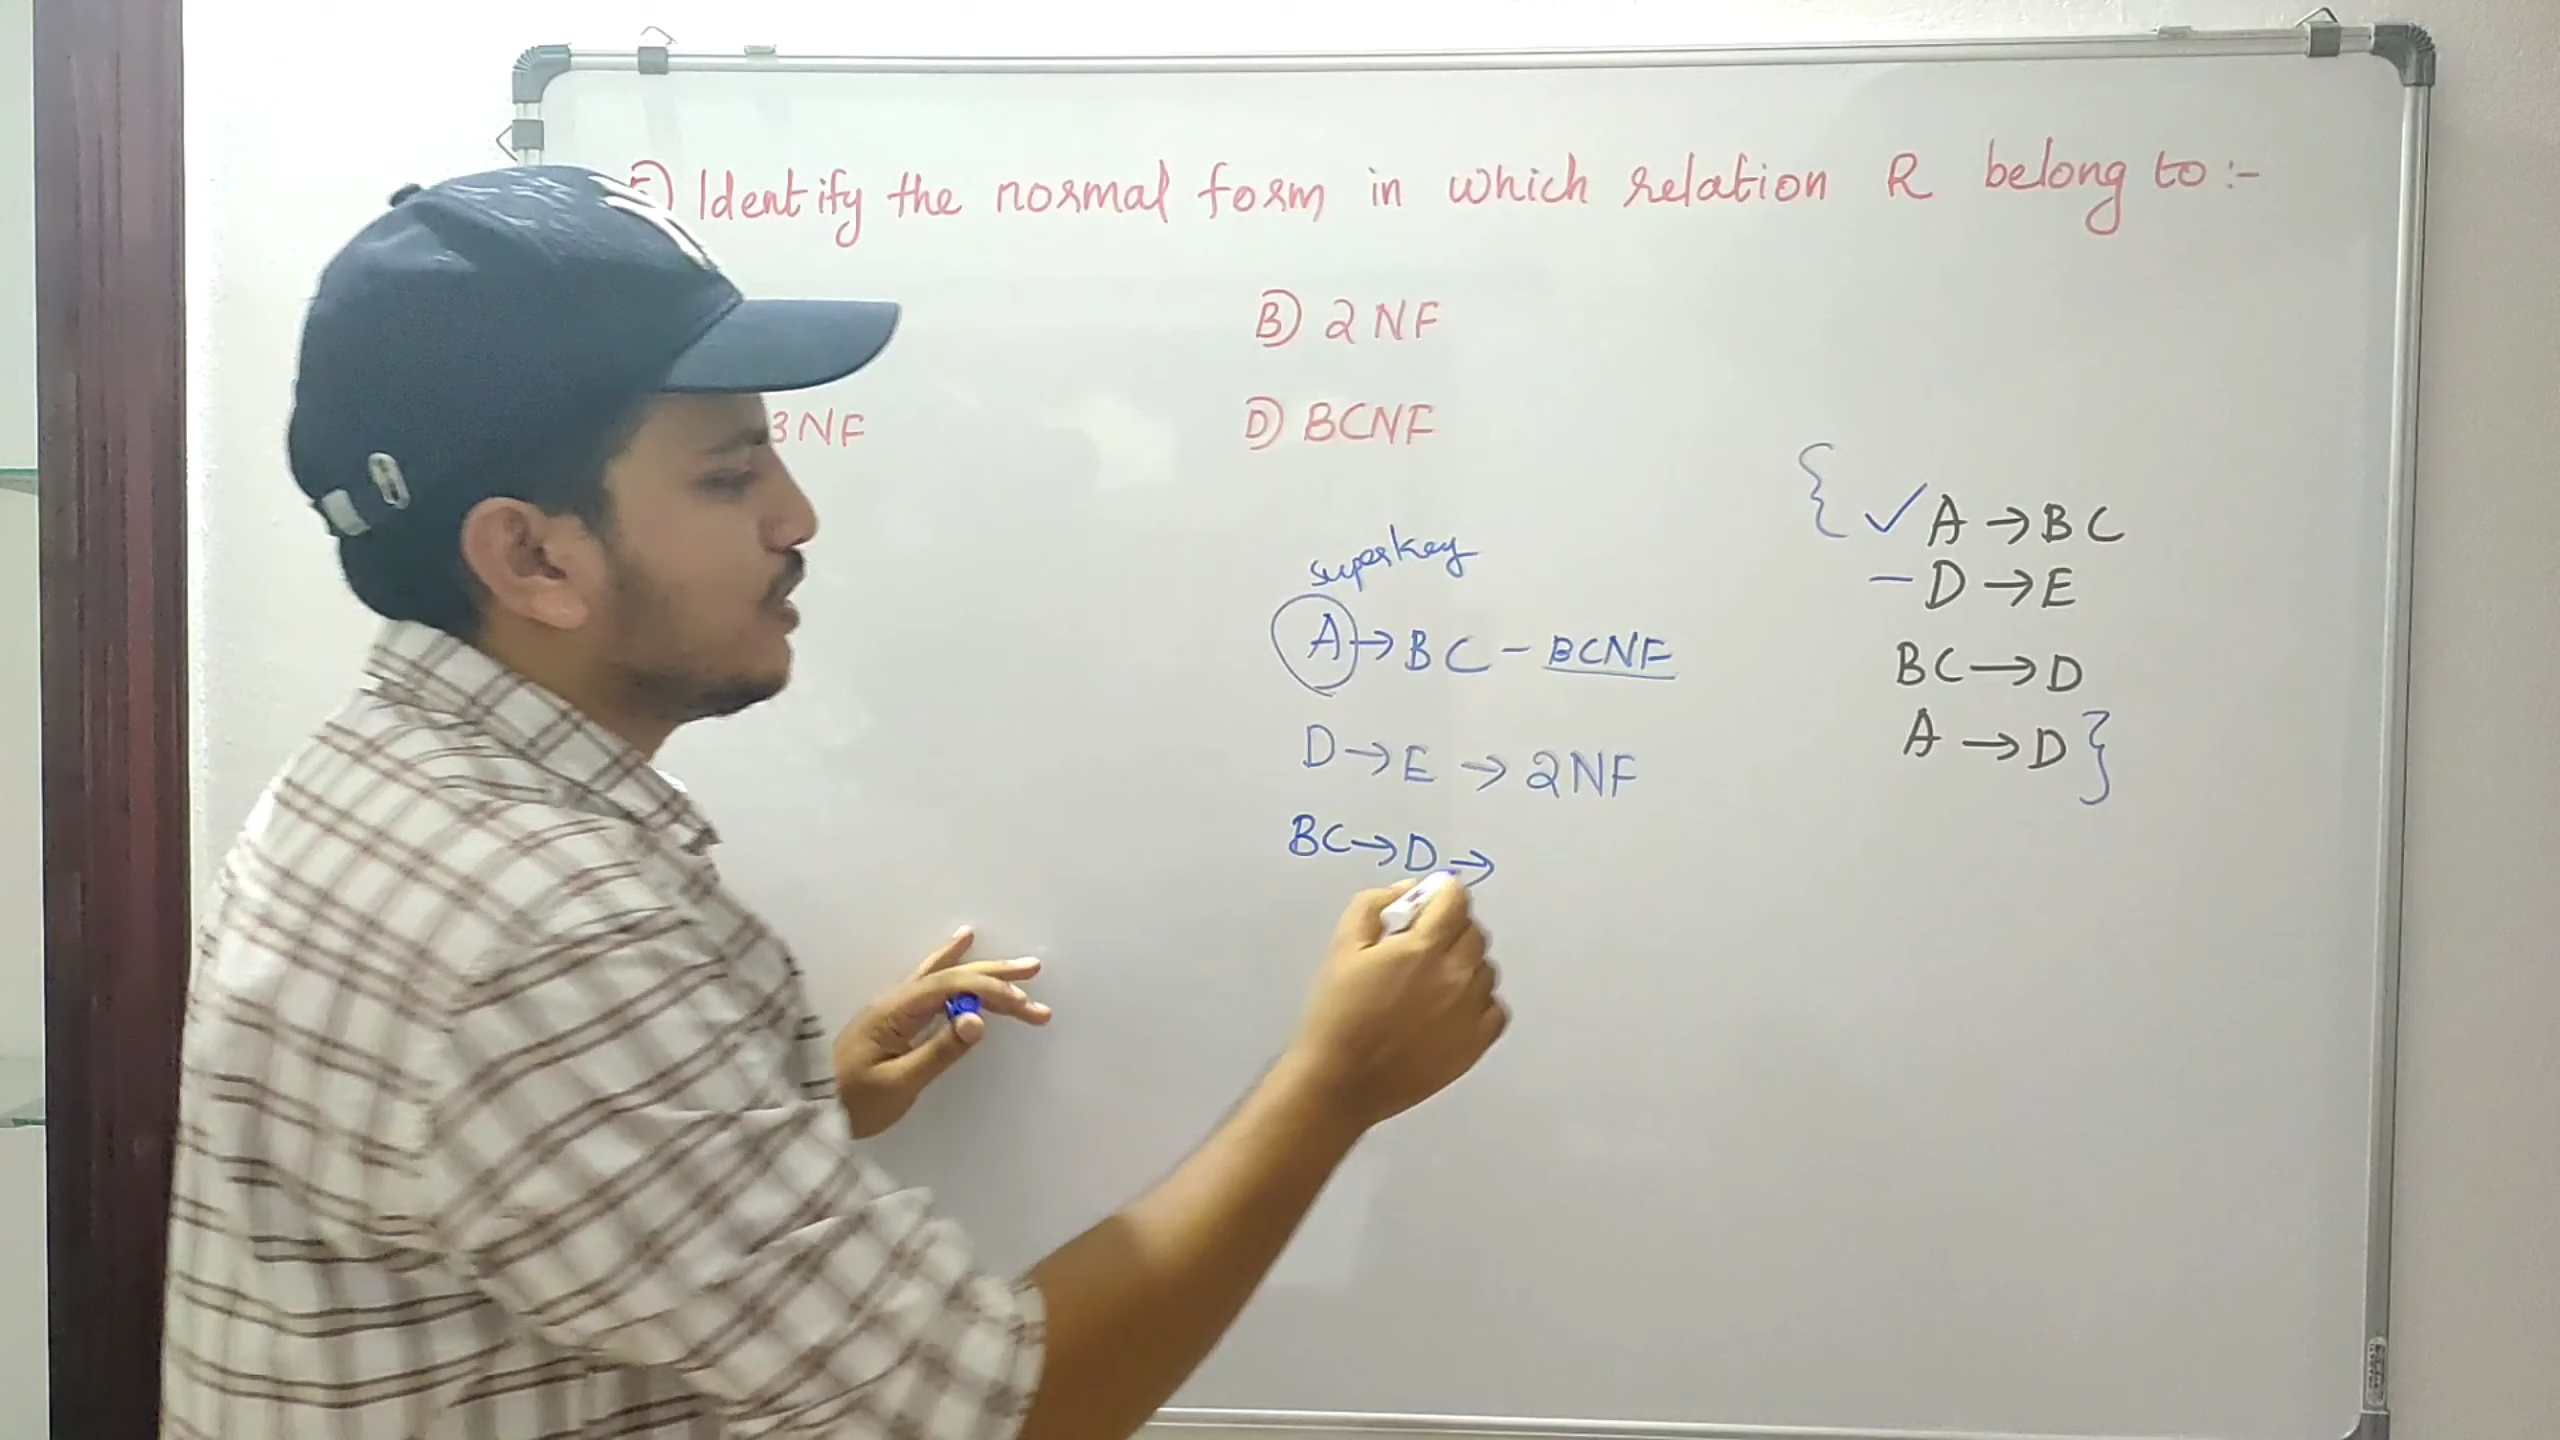 Identify the normal form in which relation R belong to :-
B) 2NF
3NF
D) BCNF
superkey
A → BC - BCNF
D → E → 2NF
BC → D →
{ ✓ A → BC
- D → E
BC → D
A → D }